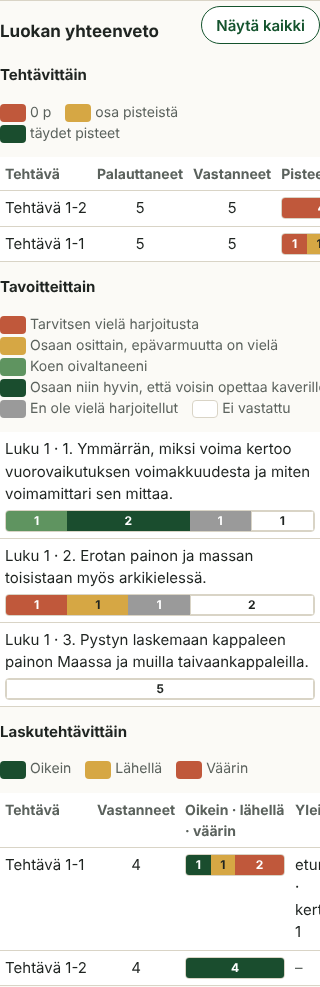 Luokan yhteenveto
Näytä kaikki
Tehtävittäin
0 p osa pisteistä
täydet pisteet
Tehtävä Palauttaneet Vastanneet
Tehtävä 1-2 5 5
Tehtävä 1-1 5 5 1
Tavoitteittain
Tarvitsen vielä harjoitusta
Osaan osittain, epävarmuutta on vielä
Koen oivaltaneeni
Osaan niin hyvin, että voisin opettaa
En ole vielä harjoitellut Ei vastattu
Luku 1 · 1. Ymmärrän, miksi voima kertoo
vuorovaikutuksen voimakkuudesta ja miten
voimamittari sen mittaa.
1 2 1 1
Luku 1 · 2. Erotan painon ja massan
toisistaan myös arkikielessä.
1 1 1 2
Luku 1 · 3. Pystyn laskemaan kappaleen
painon Maassa ja muilla taivaankappaleilla.
5
Laskutehtävittäin
Oikein Lähellä Väärin
Tehtävä Vastanneet Oikein · lähellä
· väärin
Tehtävä 1-1 4 1 1 2
·
1
Tehtävä 1-2 4 4 –